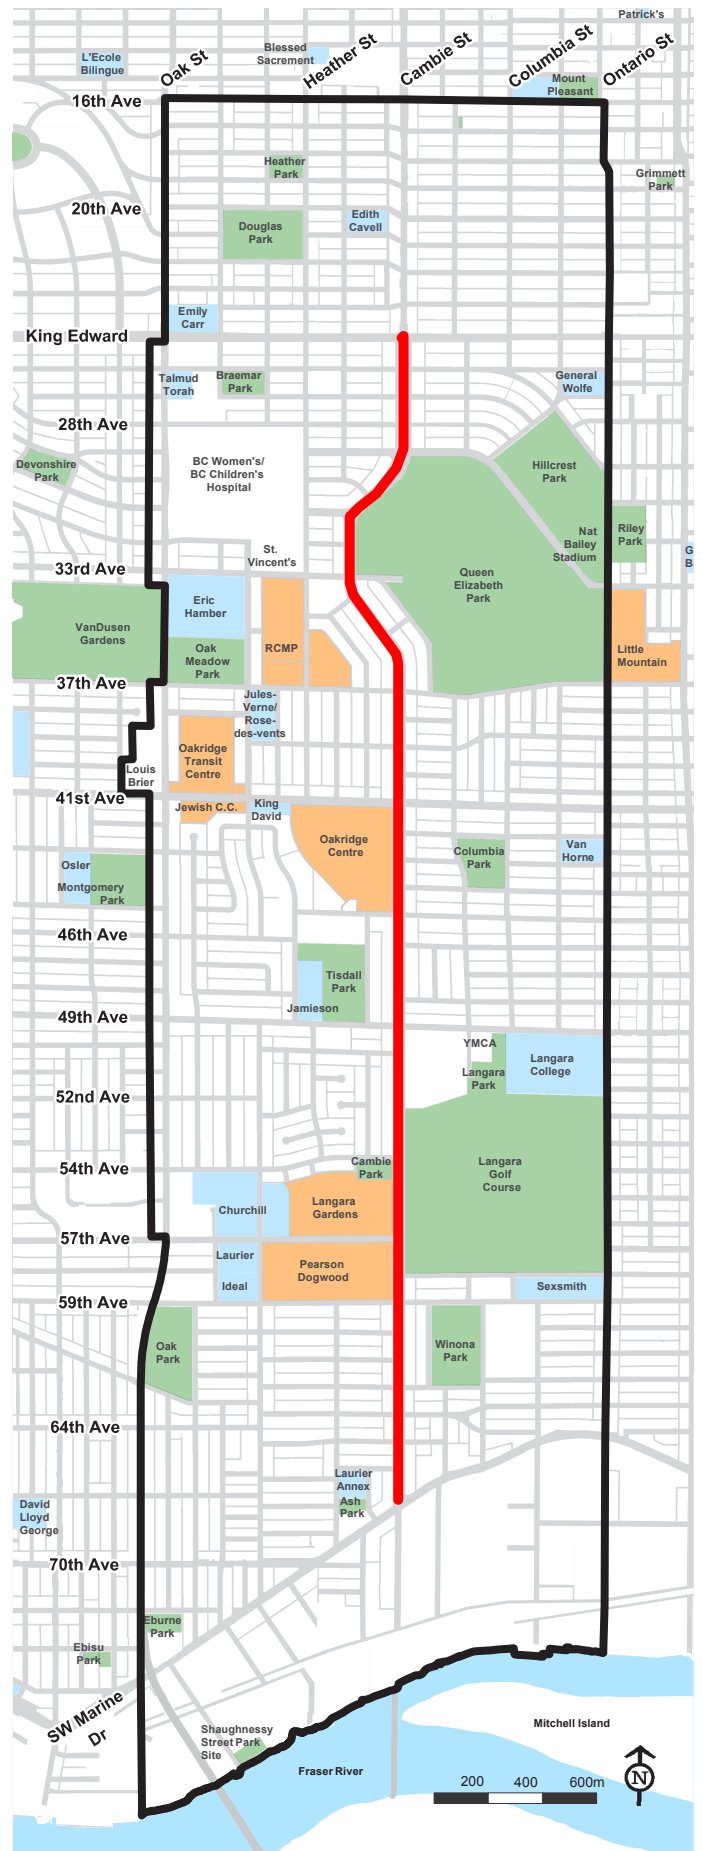 Patrick's
L'Ecole
Bilingue
Blessed
Sacrement
Oak St
Heather St
Cambie St
Columbia St
Ontario St
Mount
Pleasant
16th Ave
Heather
Park
Grimmett
Park
20th Ave
Douglas
Park
Edith
Cavell
Emily
Carr
King Edward
Talmud
Torah
Braemar
Park
General
Wolfe
28th Ave
Devonshire
Park
BC Women's/
BC Children's
Hospital
Hillcrest
Park
Nat
Bailey
Stadium
Riley
Park
G
B
St.
Vincent's
33rd Ave
Queen
Elizabeth
Park
Eric
Hamber
VanDusen
Gardens
Oak
Meadow
Park
RCMP
Little
Mountain
37th Ave
Jules-
Verne/
Rose-
des-vents
Oakridge
Transit
Centre
Louis
Brier
41st Ave
Jewish C.C.
King
David
Oakridge
Centre
Columbia
Park
Van
Horne
Osler
Montgomery
Park
46th Ave
Tisdall
Park
Jamieson
49th Ave
YMCA
Langara
Park
Langara
College
52nd Ave
54th Ave
Cambie
Park
Langara
Golf
Course
Churchill
Langara
Gardens
57th Ave
Laurier
Ideal
Pearson
Dogwood
Sexsmith
59th Ave
Oak
Park
Winona
Park
64th Ave
Laurier
Annex
Ash
Park
David
Lloyd
George
70th Ave
Eburne
Park
Ebisu
Park
SW Marine
Dr
Shaughnessy
Street Park
Site
Mitchell Island
Fraser River
N
200 400 600m